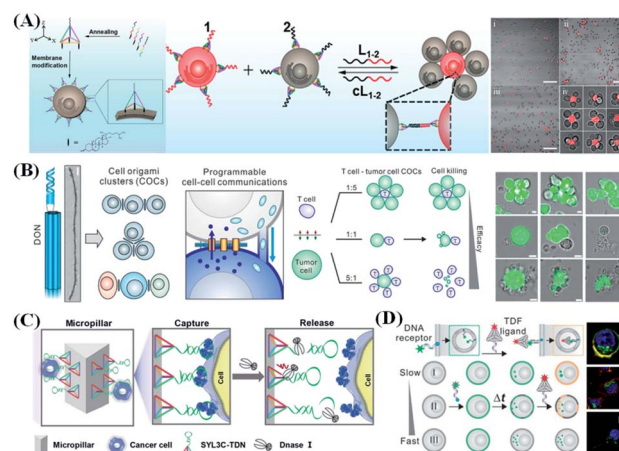 (A)
Annealing
Membrane
modification
1
2
L1-2
cL1-2
I
II
III
IV
(B)
DON
Cell origami
clusters (COCs)
Programmable
cell-cell communications
T cell
Tumor
cell
T cell - tumor cell COCs
Cell killing
1:5
1:1
5:1
Efficacy
(C)
Micropillar
Capture
Release
Cell
Cell
Micropillar
Cancer cell
SYL3C-TDN
Dnase I
(D)
DNA
receptor
TDF
ligand
Slow
I
II
Δt
Fast
III